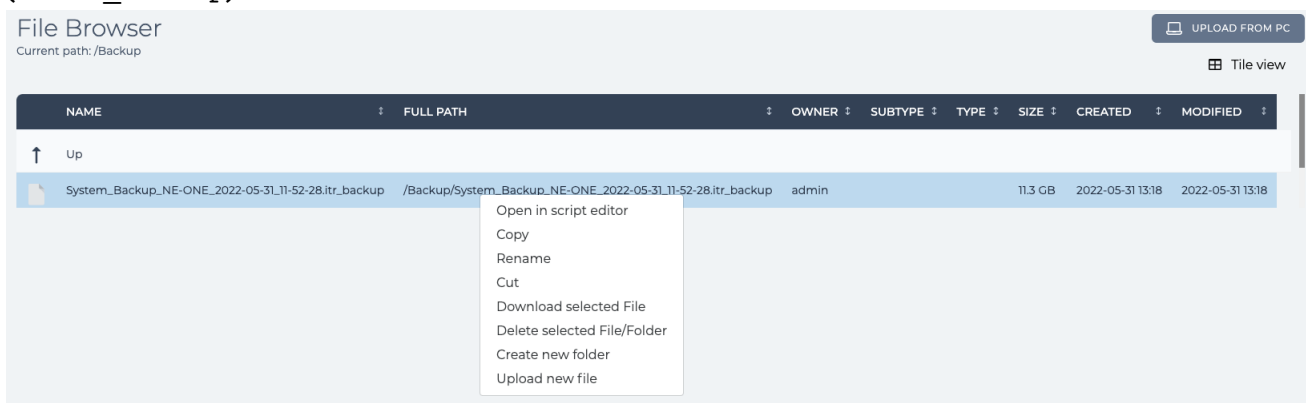 File Browser
Current path: /Backup
UPLOAD FROM PC
Tile view
NAME FULL PATH OWNER SUBTYPE TYPE SIZE CREATED MODIFIED
Up
System_Backup_NE-ONE_2022-05-31_11-52-28.itr_backup /Backup/System_Backup_NE-ONE_2022-05-31_11-52-28.itr_backup admin 11.3 GB 2022-05-31 13:18 2022-05-31 13:18
Open in script editor
Copy
Rename
Cut
Download selected File
Delete selected File/Folder
Create new folder
Upload new file